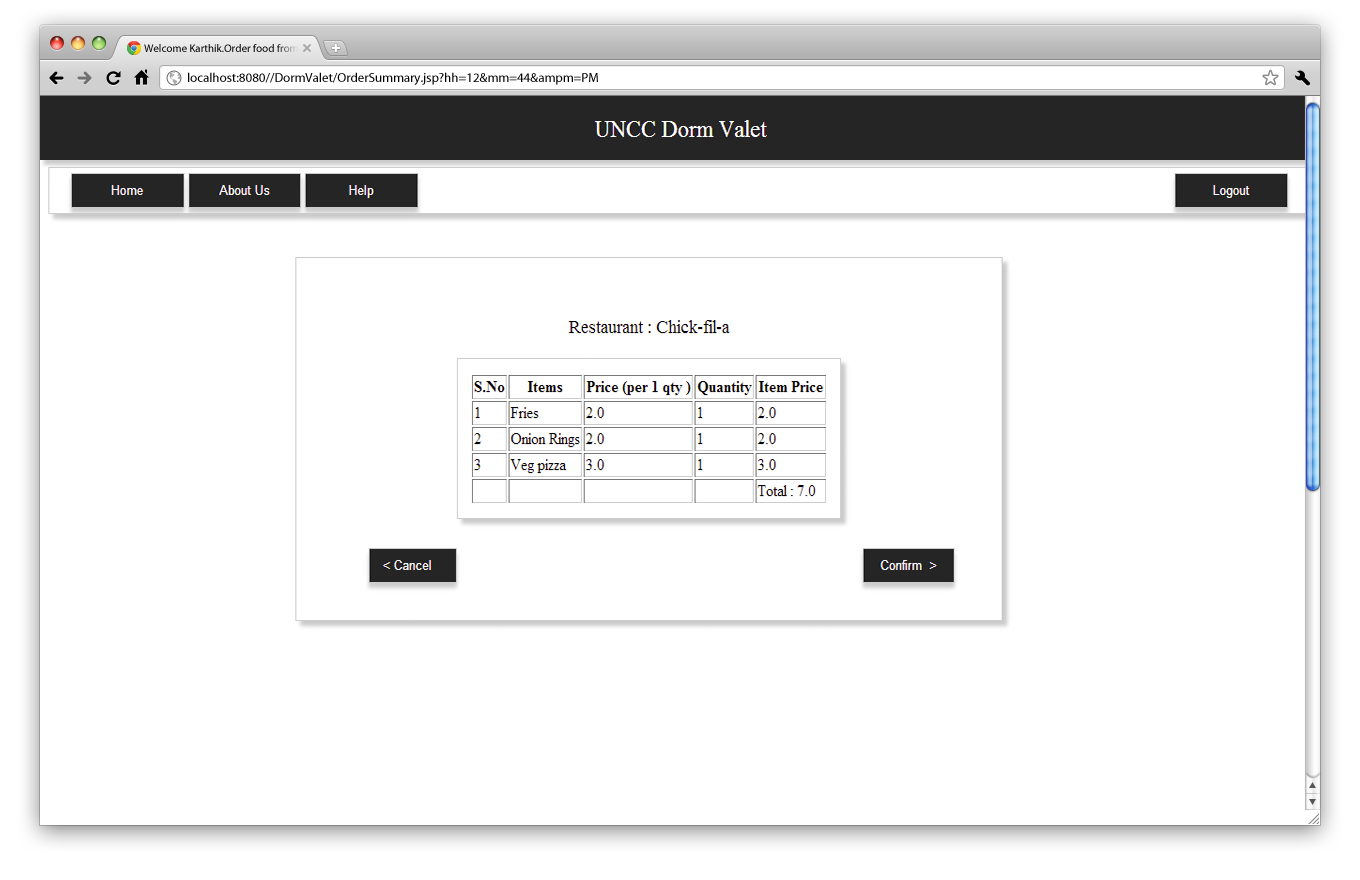 Welcome Karthik.Order food from
localhost:8080//DormValet/OrderSummary.jsp?hh=12&mm=44&ampm=PM
UNCC Dorm Valet
Home About Us Help Logout
Restaurant : Chick-fil-a
S.No Items Price (per 1 qty ) Quantity Item Price
1 Fries 2.0 1 2.0
2 Onion Rings 2.0 1 2.0
3 Veg pizza 3.0 1 3.0
Total : 7.0
< Cancel Confirm >